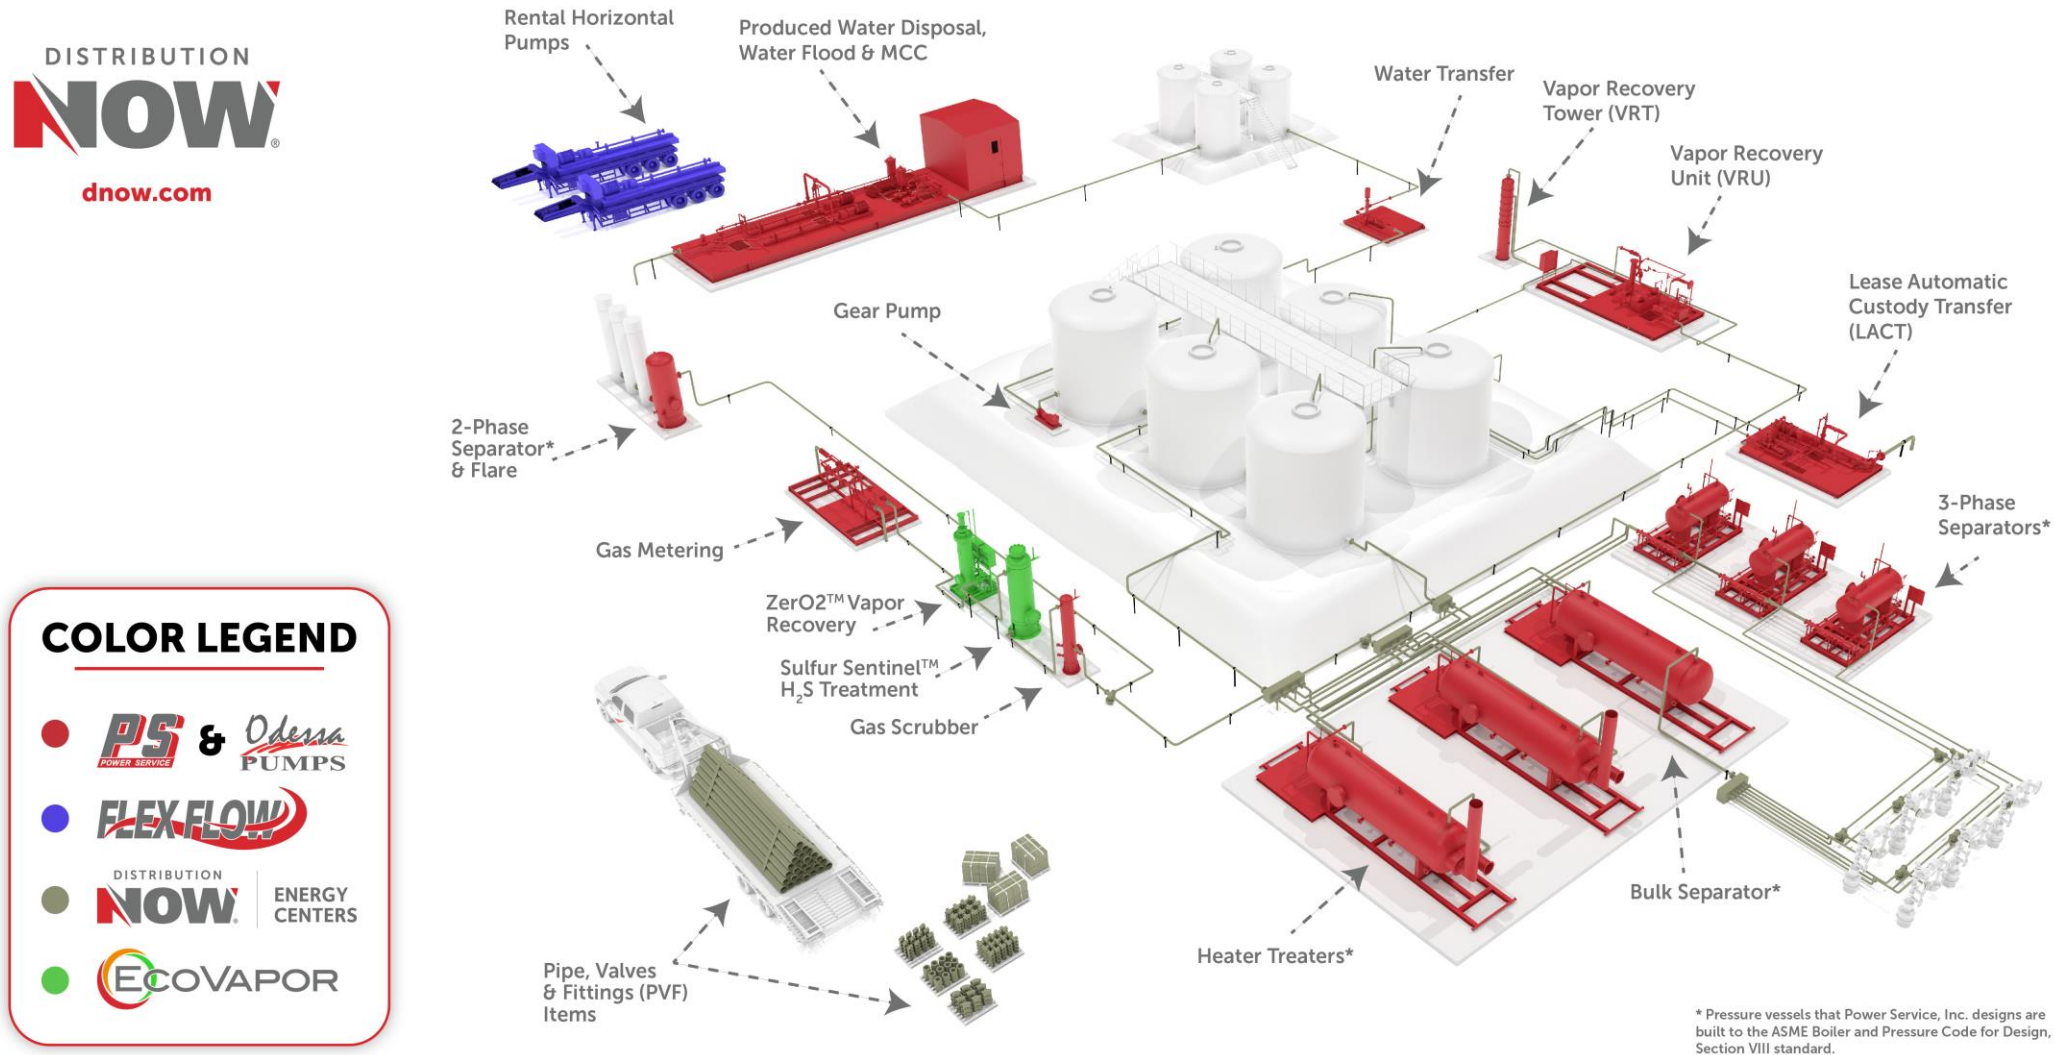 DISTRIBUTION
NOW®
dnow.com
Rental Horizontal
Pumps
Produced Water Disposal,
Water Flood & MCC
Water Transfer
Vapor Recovery
Tower (VRT)
Vapor Recovery
Unit (VRU)
Lease Automatic
Custody Transfer
(LACT)
Gear Pump
2-Phase
Separator*
& Flare
Gas Metering
3-Phase
Separators*
ZerO2™ Vapor
Recovery
Sulfur Sentinel™
H₂S Treatment
Gas Scrubber
Bulk Separator*
Heater Treaters*
Pipe, Valves
& Fittings (PVF)
Items
COLOR LEGEND
PS
POWER SERVICE
&
Odessa
PUMPS
FLEX FLOW
DISTRIBUTION
NOW®
ENERGY
CENTERS
ECOVAPOR
* Pressure vessels that Power Service, Inc. designs are
built to the ASME Boiler and Pressure Code for Design,
Section VIII standard.